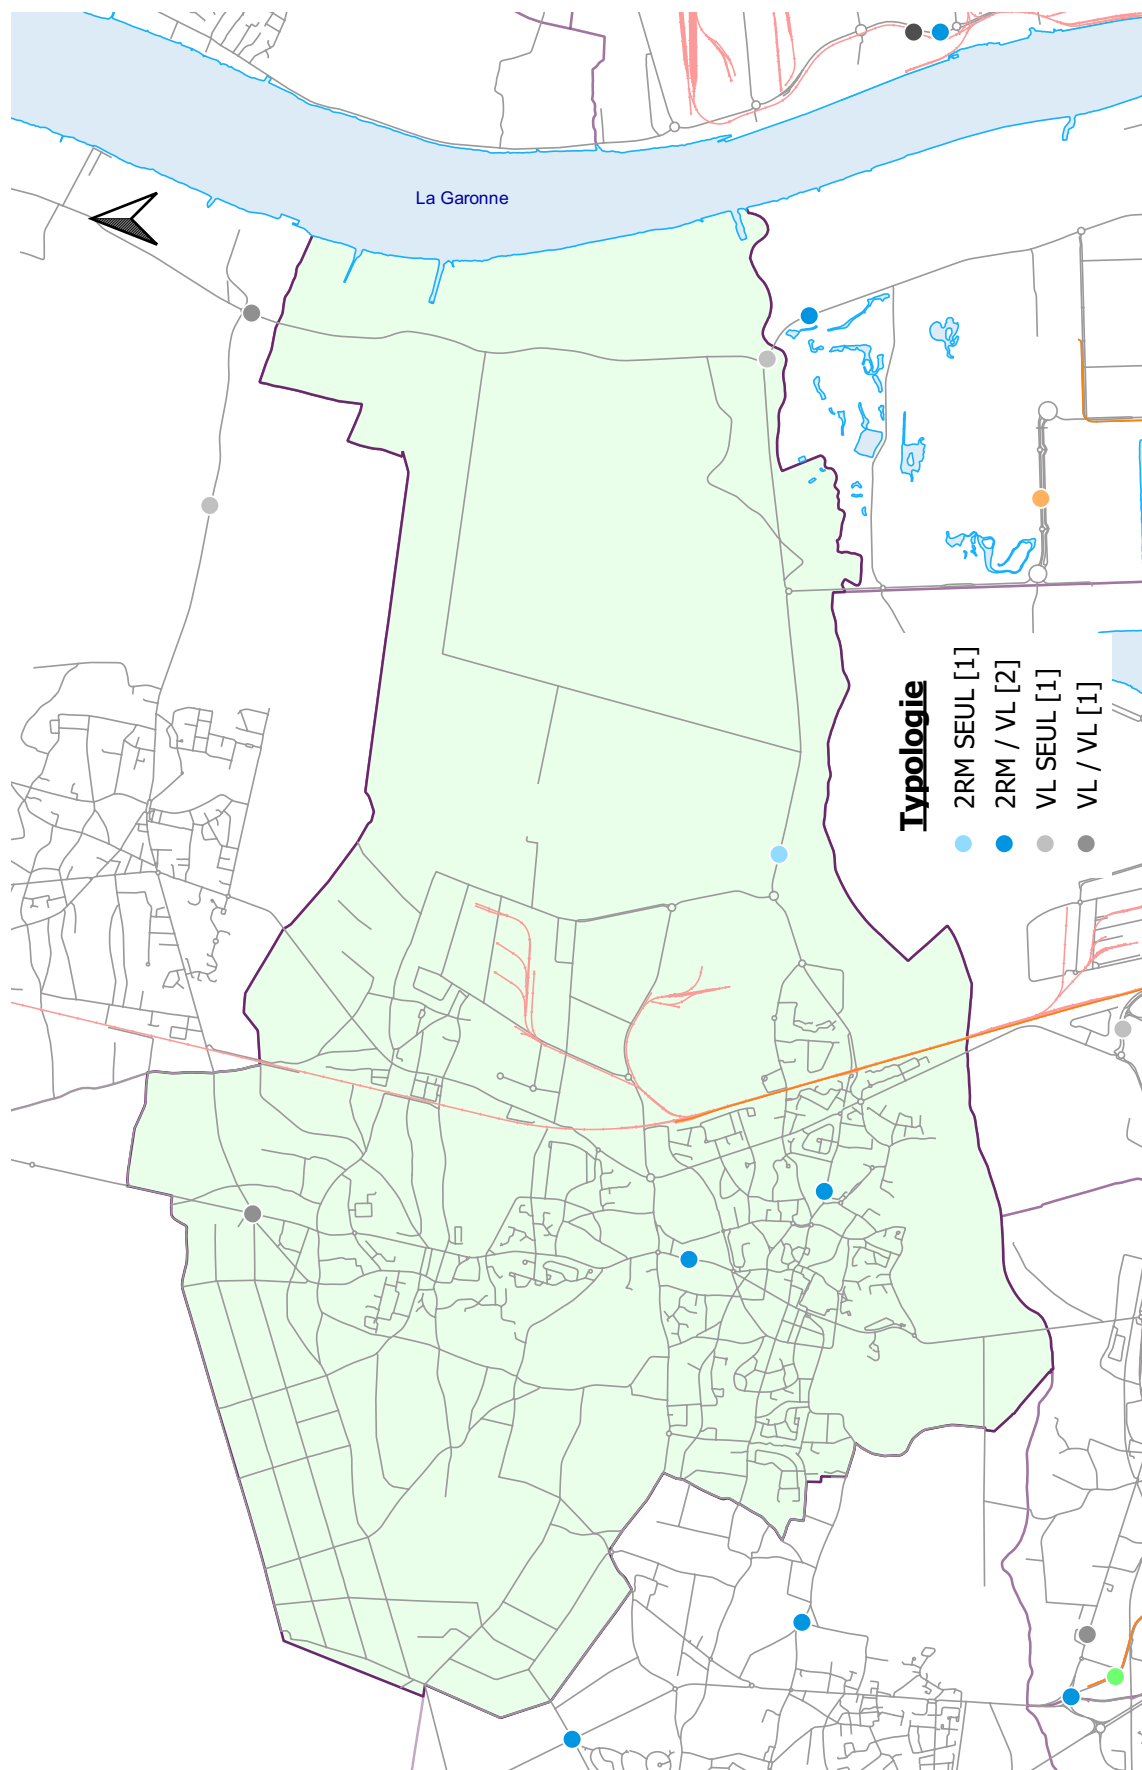 La Garonne
Typologie
2RM SEUL [1]
2RM / VL [2]
VL SEUL [1]
VL / VL [1]